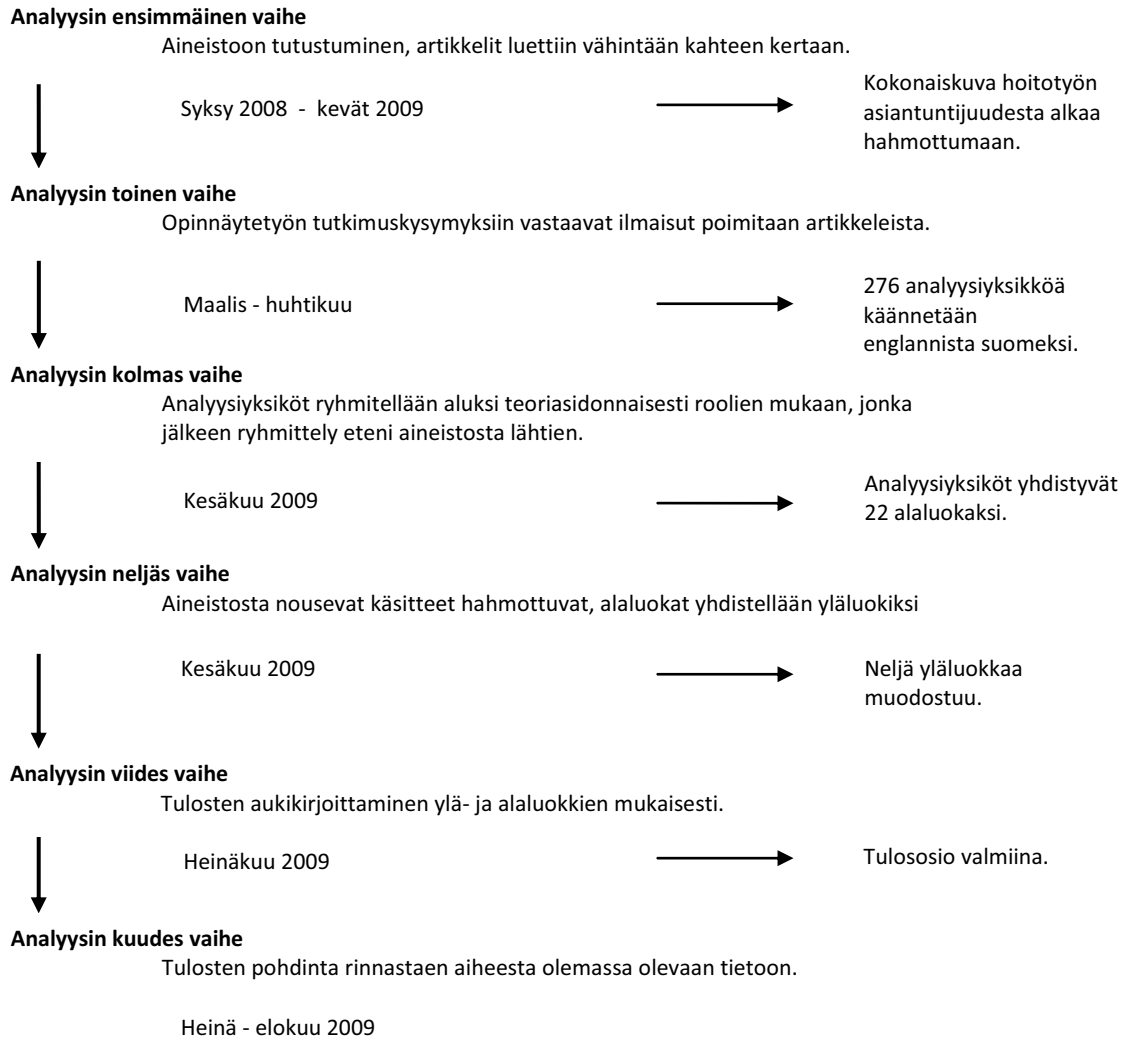 Analyysin ensimmäinen vaihe
Aineistoon tutustuminen, artikkelit luettiin vähintään kahteen kertaan.
Syksy 2008 - kevät 2009
Kokonaiskuva hoitotyön
asiantuntijuudesta alkaa
hahmottumaan.
Analyysin toinen vaihe
Opinnäytetyön tutkimuskysymyksiin vastaavat ilmaisut poimitaan artikkeleista.
Maalis - huhtikuu
276 analyysiyksikköä
käännetään
englannista suomeksi.
Analyysin kolmas vaihe
Analyysiyksiköt ryhmitellään aluksi teoriasidonnaisesti roolien mukaan, jonka
jälkeen ryhmittely eteni aineistosta lähtien.
Kesäkuu 2009
Analyysiyksiköt yhdistyvät
22 alaluokaksi.
Analyysin neljäs vaihe
Aineistosta nousevat käsitteet hahmottuvat, alaluokat yhdistellään yläluokiksi
Kesäkuu 2009
Neljä yläluokkaa
muodostuu.
Analyysin viides vaihe
Tulosten aukikirjoittaminen ylä- ja alaluokkien mukaisesti.
Heinäkuu 2009
Tulososio valmiina.
Analyysin kuudes vaihe
Tulosten pohdinta rinnastaen aiheesta olemassa olevaan tietoon.
Heinä - elokuu 2009